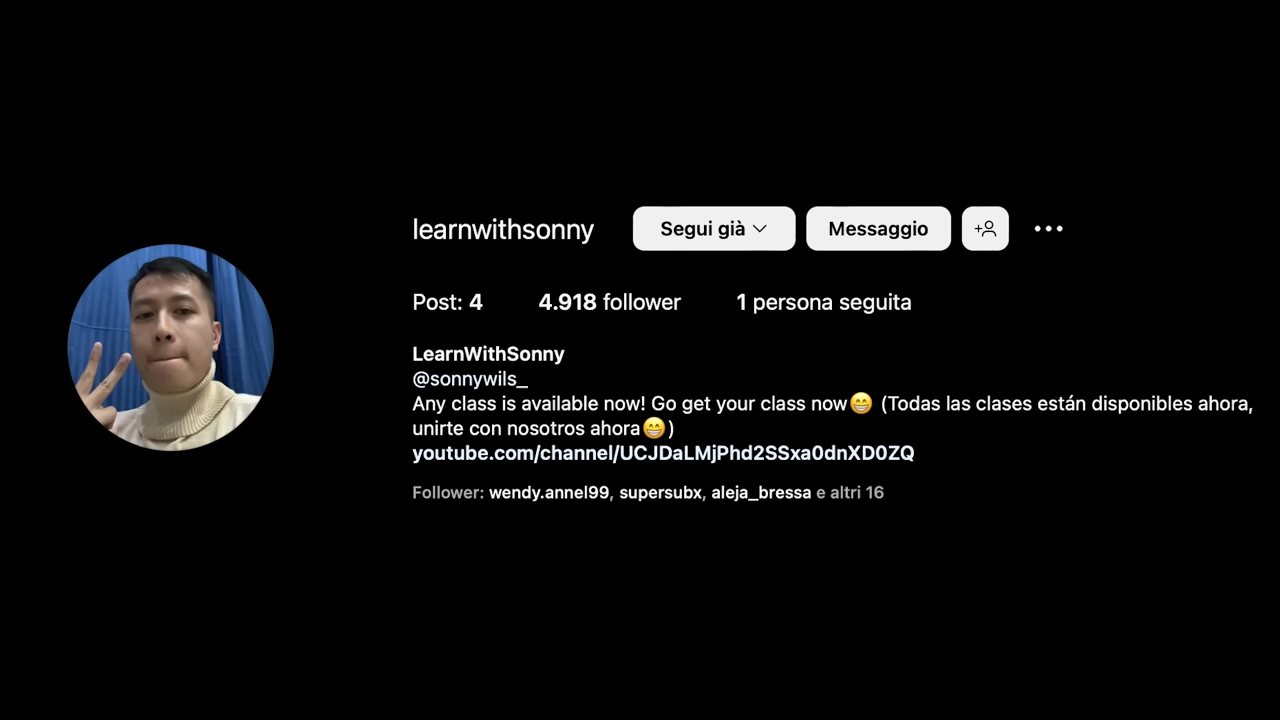 learnwithsonny Segui già Messaggio
Post: 4 4.918 follower 1 persona seguita
LearnWithSonny
@sonnywils_
Any class is available now! Go get your class now😁 (Todas las clases están disponibles ahora,
unirte con nosotros ahora😁)
youtube.com/channel/UCJDaLMjPhd2SSxa0dnXD0ZQ
Follower: wendy.annel99, supersubx, aleja_bressa e altri 16